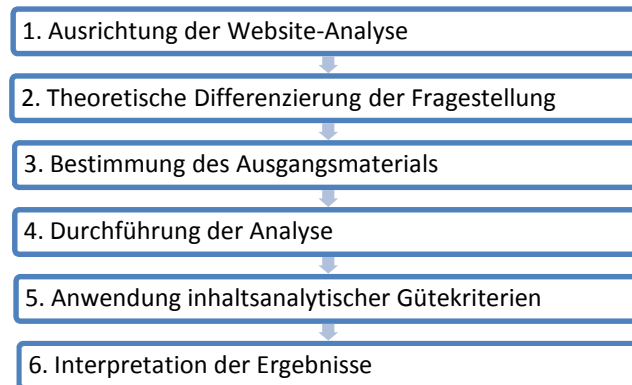 1. Ausrichtung der Website-Analyse
2. Theoretische Differenzierung der Fragestellung
3. Bestimmung des Ausgangsmaterials
4. Durchführung der Analyse
5. Anwendung inhaltsanalytischer Gütekriterien
6. Interpretation der Ergebnisse